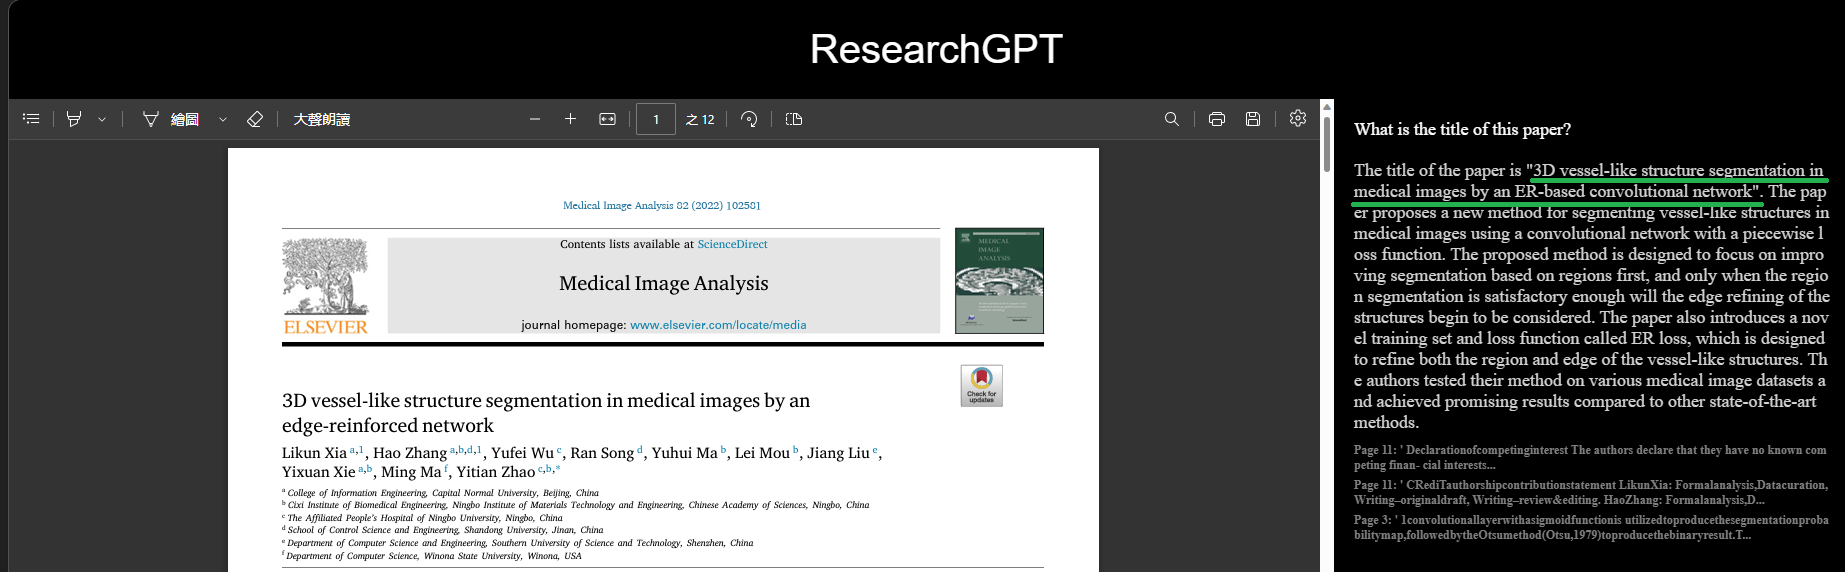 ResearchGPT
繪圖
大聲朗讀
1
之 12
Medical Image Analysis 82 (2022) 102581
Contents lists available at ScienceDirect
Medical Image Analysis
journal homepage: www.elsevier.com/locate/media
ELSEVIER
MEDICAL
IMAGE
ANALYSIS
Check for
updates
3D vessel-like structure segmentation in medical images by an
edge-reinforced network
Likun Xia a,1, Hao Zhang a,b,d,1, Yufei Wu c, Ran Song d, Yuhui Ma b, Lei Mou b, Jiang Liu e,
Yixuan Xie a,b, Ming Ma f, Yitian Zhao c,b,*
a College of Information Engineering, Capital Normal University, Beijing, China
b Cixi Institute of Biomedical Engineering, Ningbo Institute of Materials Technology and Engineering, Chinese Academy of Sciences, Ningbo, China
c The Affiliated People's Hospital of Ningbo University, Ningbo, China
d School of Control Science and Engineering, Shandong University, Jinan, China
e Department of Computer Science and Engineering, Southern University of Science and Technology, Shenzhen, China
f Department of Computer Science, Winona State University, Winona, USA
What is the title of this paper?
The title of the paper is "3D vessel-like structure segmentation in
medical images by an ER-based convolutional network". The pap
er proposes a new method for segmenting vessel-like structures in
medical images using a convolutional network with a piecewise l
oss function. The proposed method is designed to focus on impro
ving segmentation based on regions first, and only when the regio
n segmentation is satisfactory enough will the edge refining of the
structures begin to be considered. The paper also introduces a nov
el training set and loss function called ER loss, which is designed
to refine both the region and edge of the vessel-like structures. Th
e authors tested their method on various medical image datasets a
nd achieved promising results compared to other state-of-the-art
methods.
Page 11: ' Declarationofcompetinginterest The authors declare that they have no known com
peting finan- cial interests...
Page 11: ' CRediTauthorshipcontributionstatement LikunXia: Formalanalysis,Datacuration,
Writing–originaldraft, Writing–review&editing. HaoZhang: Formalanalysis,D...
Page 3: ' 1convolutionallayerwithasigmoidfunctionis utilizedtoproducethesegmentationproba
bilitymap,followedbytheOtsumethod(Otsu,1979)toproducethebinaryresult.T...